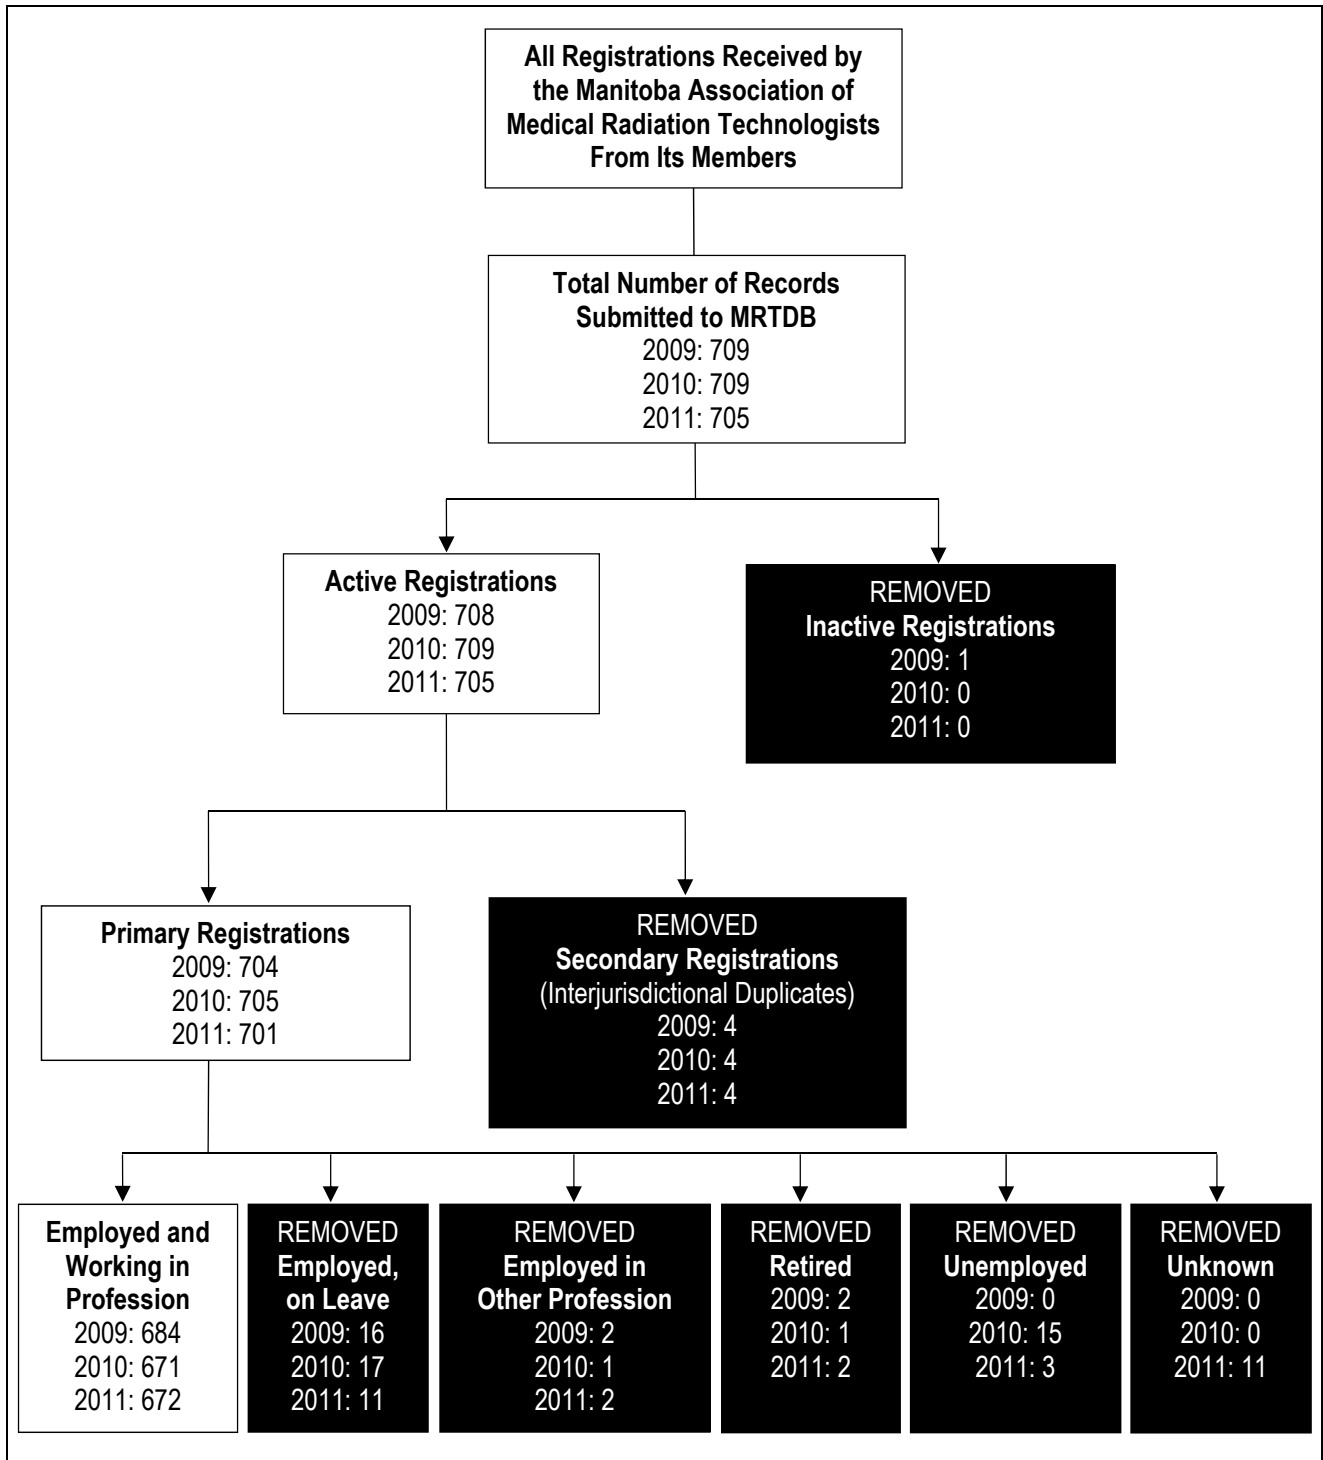 All Registrations Received by
the Manitoba Association of
Medical Radiation Technologists
From Its Members
Total Number of Records
Submitted to MRTDB
2009: 709
2010: 709
2011: 705
Active Registrations
2009: 708
2010: 709
2011: 705
REMOVED
Inactive Registrations
2009: 1
2010: 0
2011: 0
Primary Registrations
2009: 704
2010: 705
2011: 701
REMOVED
Secondary Registrations
(Interjurisdictional Duplicates)
2009: 4
2010: 4
2011: 4
Employed and
Working in
Profession
2009: 684
2010: 671
2011: 672
REMOVED
Employed,
on Leave
2009: 16
2010: 17
2011: 11
REMOVED
Employed in
Other Profession
2009: 2
2010: 1
2011: 2
REMOVED
Retired
2009: 2
2010: 1
2011: 2
REMOVED
Unemployed
2009: 0
2010: 15
2011: 3
REMOVED
Unknown
2009: 0
2010: 0
2011: 11